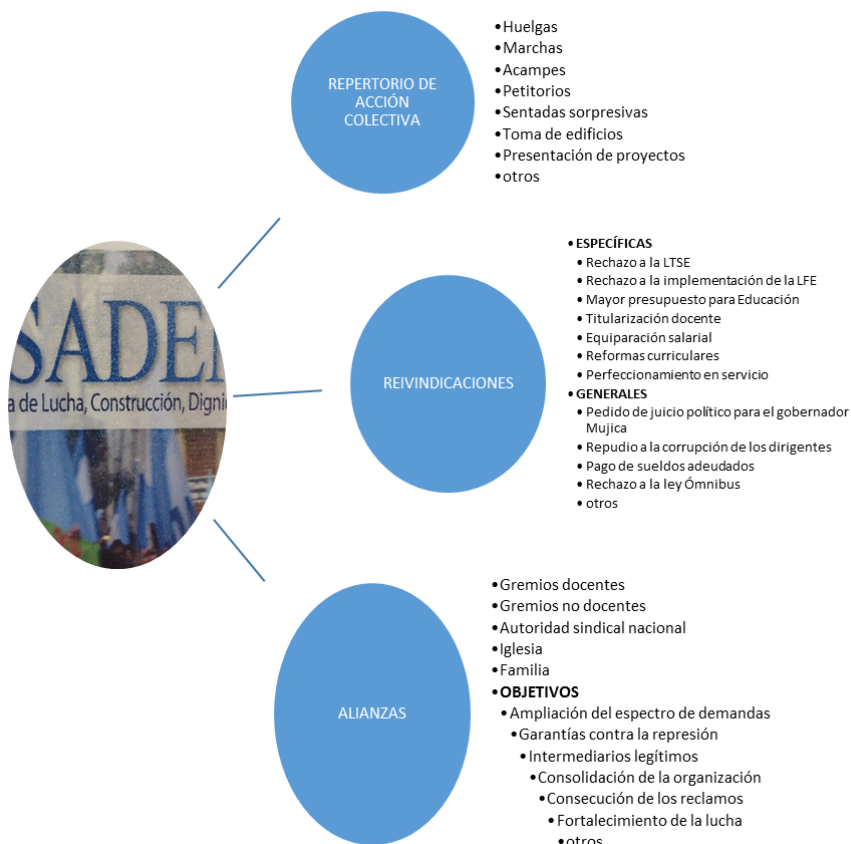 REPERTORIO DE
ACCIÓN
COLECTIVA
•Huelgas
•Marchas
•Acampes
•Petitorios
•Sentadas sorpresivas
•Toma de edificios
•Presentación de proyectos
•otros
SADE
a de Lucha, Construcción, Digni
REIVINDICACIONES
•ESPECÍFICAS
•Rechazo a la LTSE
•Rechazo a la implementación de la LFE
•Mayor presupuesto para Educación
•Titularización docente
•Equiparación salarial
•Reformas curriculares
•Perfeccionamiento en servicio
•GENERALES
•Pedido de juicio político para el gobernador
Mujica
•Repudio a la corrupción de los dirigentes
•Pago de sueldos adeudados
•Rechazo a la ley Ómnibus
•otros
ALIANZAS
•Gremios docentes
•Gremios no docentes
•Autoridad sindical nacional
•Iglesia
•Familia
•OBJETIVOS
•Ampliación del espectro de demandas
•Garantías contra la represión
•Intermediarios legítimos
•Consolidación de la organización
•Consecución de los reclamos
•Fortalecimiento de la lucha
•otros